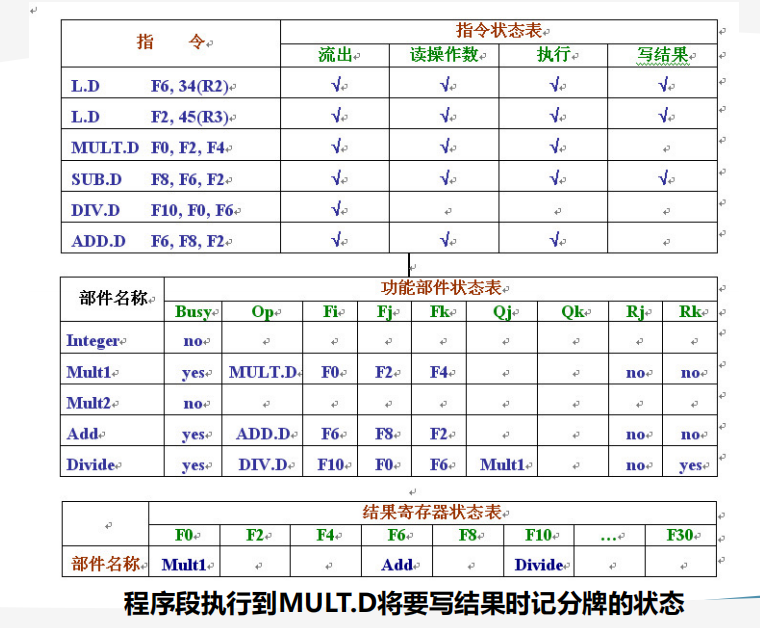 指 令 指令状态表
流出 读操作数 执行 写结果
L.D F6, 34(R2) √ √ √ √
L.D F2, 45(R3) √ √ √ √
MULT.D F0, F2, F4 √ √ √
SUB.D F8, F6, F2 √ √ √ √
DIV.D F10, F0, F6 √
ADD.D F6, F8, F2 √ √ √
部件名称 功能部件状态表
Busy Op Fi Fj Fk Qj Qk Rj Rk
Integer no
Mult1 yes MULT.D F0 F2 F4 no no
Mult2 no
Add yes ADD.D F6 F8 F2 no no
Divide yes DIV.D F10 F0 F6 Mult1 no yes
结果寄存器状态表
F0 F2 F4 F6 F8 F10 … F30
部件名称 Mult1 Add Divide
程序段执行到MULT.D将要写结果时记分牌的状态